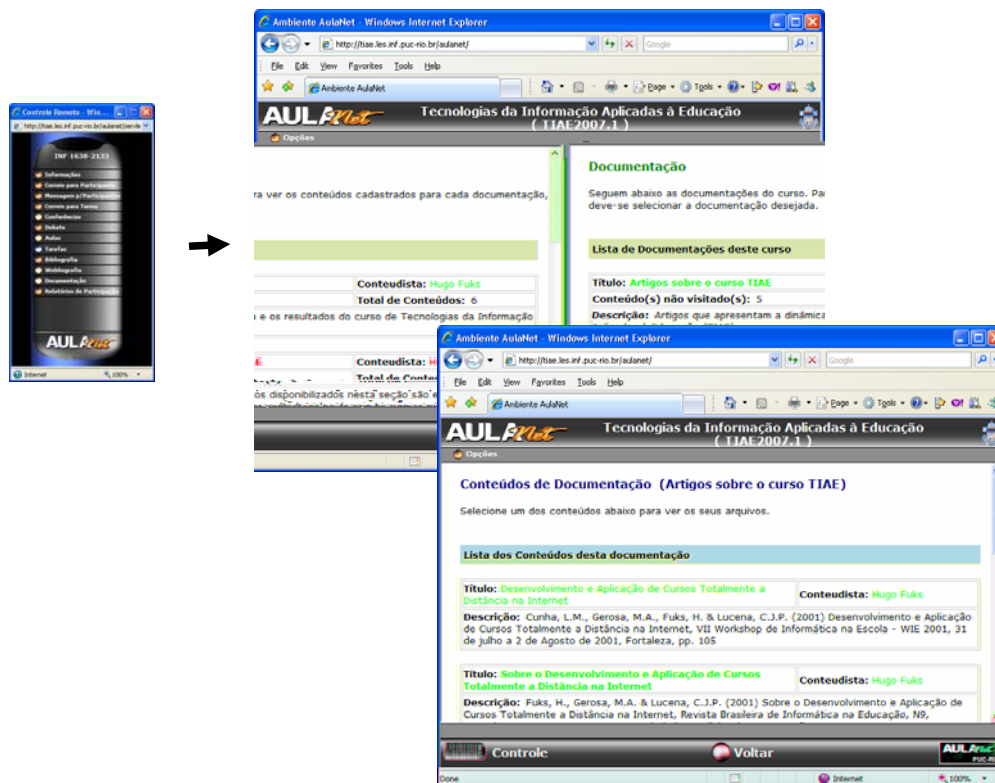 Controle Remoto - Win...
http://tiae.les.inf.puc-rio.br/aulanet/servle
INF 1638-2133
Informações
Correio para Participante
Mensagem p/Participantes
Correio para Turma
Conferências
Debate
Aulas
Tarefas
Bibliografia
Webliografia
Documentação
Relatórios de Participação
AULANet
Internet 100%
Ambiente AulaNet - Windows Internet Explorer
http://tiae.les.inf.puc-rio.br/aulanet/
Google
File Edit View Favorites Tools Help
Ambiente AulaNet
Page Tools
AULANet
Tecnologias da Informação Aplicadas à Educação
( TIAE2007.1 )
Opções
ra ver os conteúdos cadastrados para cada documentação,
Conteudista: Hugo Fuks
Total de Conteúdos: 6
a e os resultados do curso de Tecnologias da Informação
Conteudista:
os disponibilizados nesta seção são
Documentação
Seguem abaixo as documentações do curso. Par
deve-se selecionar a documentação desejada.
Lista de Documentações deste curso
Título: Artigos sobre o curso TIAE
Conteúdo(s) não visitado(s): 5
Descrição: Artigos que apresentam a dinâmica
Ambiente AulaNet - Windows Internet Explorer
http://tiae.les.inf.puc-rio.br/aulanet/
Google
File Edit View Favorites Tools Help
Ambiente AulaNet
Page Tools
AULANet
Tecnologias da Informação Aplicadas à Educação
( TIAE2007.1 )
Opções
Conteúdos de Documentação (Artigos sobre o curso TIAE)
Selecione um dos conteúdos abaixo para ver os seus arquivos.
Lista dos Conteúdos desta documentação
Título: Desenvolvimento e Aplicação de Cursos Totalmente a
Distância na Internet
Conteudista: Hugo Fuks
Descrição: Cunha, L.M., Gerosa, M.A., Fuks, H. & Lucena, C.J.P. (2001) Desenvolvimento e Aplicação
de Cursos Totalmente a Distância na Internet, VII Workshop de Informática na Escola - WIE 2001, 31
de julho a 2 de Agosto de 2001, Fortaleza, pp. 105
Título: Sobre o Desenvolvimento e Aplicação de Cursos
Totalmente a Distância na Internet
Conteudista: Hugo Fuks
Descrição: Fuks, H., Gerosa, M.A. & Lucena, C.J.P. (2001) Sobre o Desenvolvimento e Aplicação de
Cursos Totalmente a Distância na Internet, Revista Brasileira de Informática na Educação, N9,
Controle
Voltar
AULANet
PUC-R
Done
Internet 100%